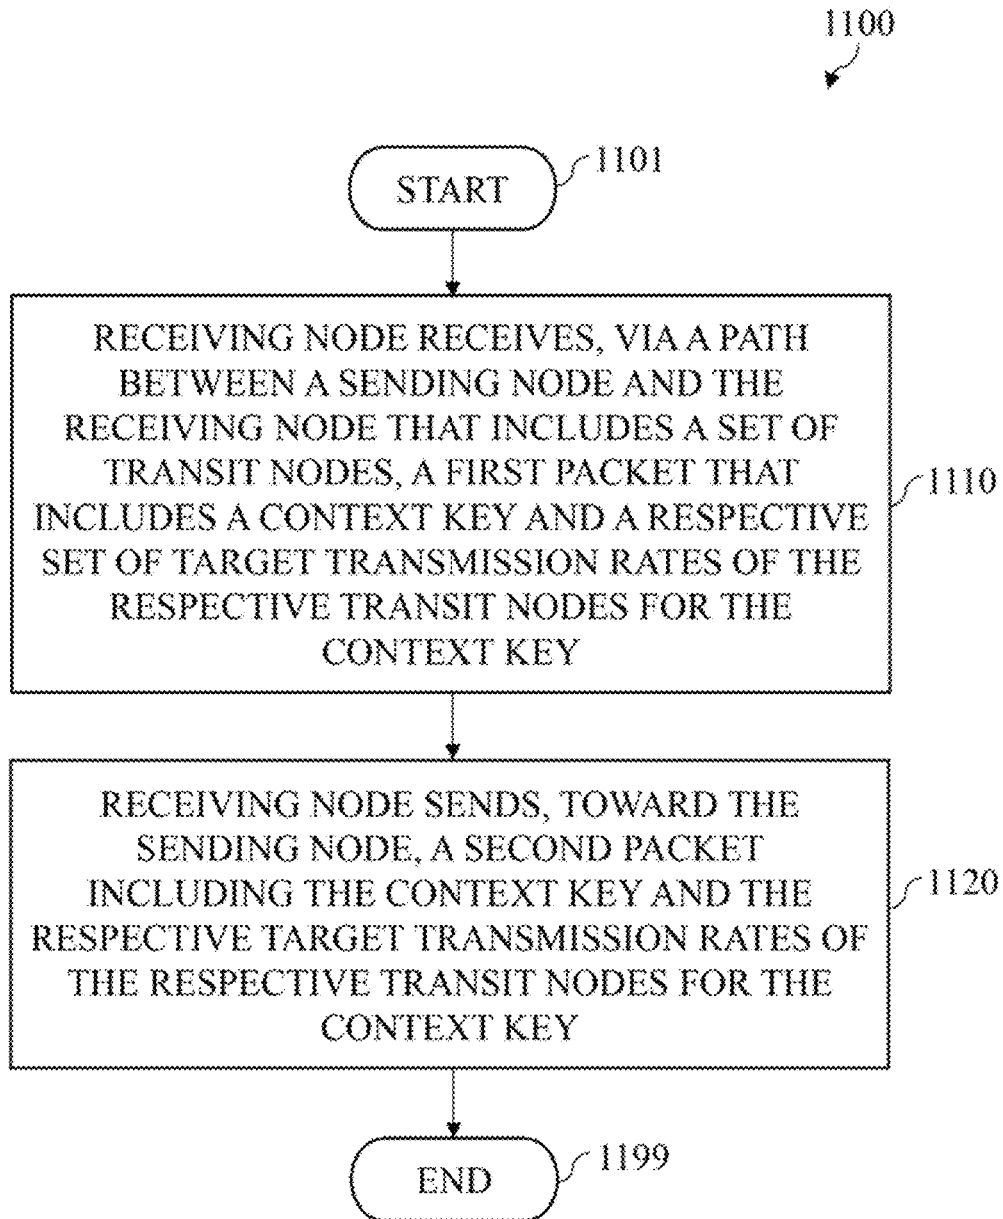 1100
START
1101
RECEIVING NODE RECEIVES, VIA A PATH
BETWEEN A SENDING NODE AND THE
RECEIVING NODE THAT INCLUDES A SET OF
TRANSIT NODES, A FIRST PACKET THAT
INCLUDES A CONTEXT KEY AND A RESPECTIVE
SET OF TARGET TRANSMISSION RATES OF THE
RESPECTIVE TRANSIT NODES FOR THE
CONTEXT KEY
1110
RECEIVING NODE SENDS, TOWARD THE
SENDING NODE, A SECOND PACKET
INCLUDING THE CONTEXT KEY AND THE
RESPECTIVE TARGET TRANSMISSION RATES OF
THE RESPECTIVE TRANSIT NODES FOR THE
CONTEXT KEY
1120
END
1199